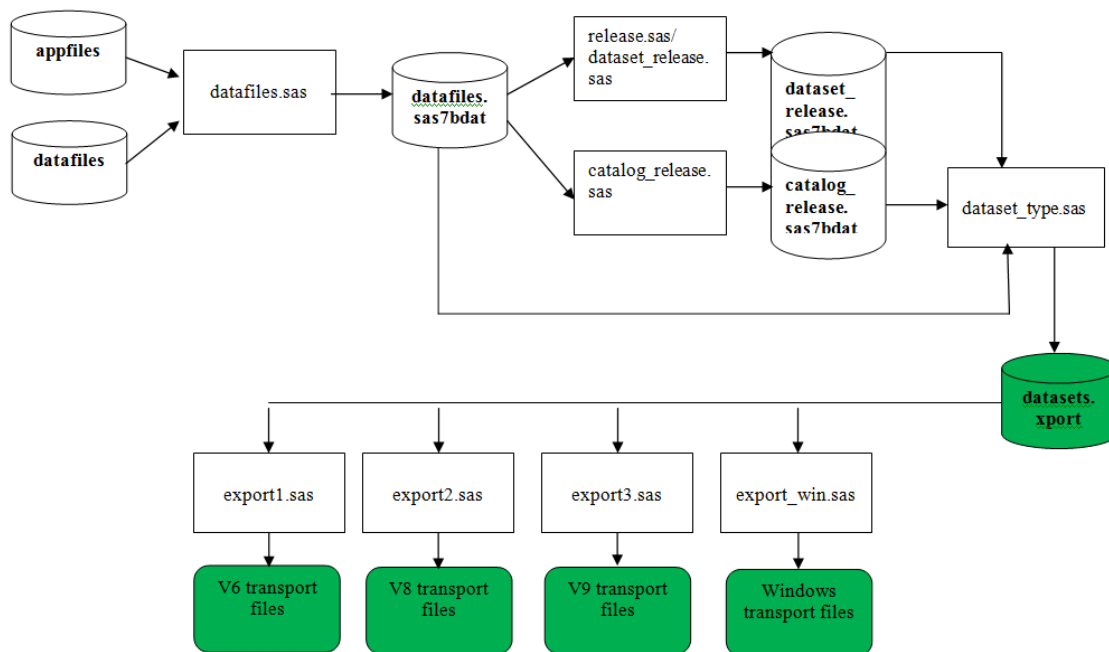 appfiles
datafiles
datafiles.sas
datafiles.
sas7bdat
release.sas/
dataset_release.
sas
catalog_release.
sas
dataset_
release.
sas7bdat
catalog_
release.
sas7bdat
dataset_type.sas
datasets.
xport
export1.sas
export2.sas
export3.sas
export_win.sas
V6 transport
files
V8 transport
files
V9 transport
files
Windows
transport files